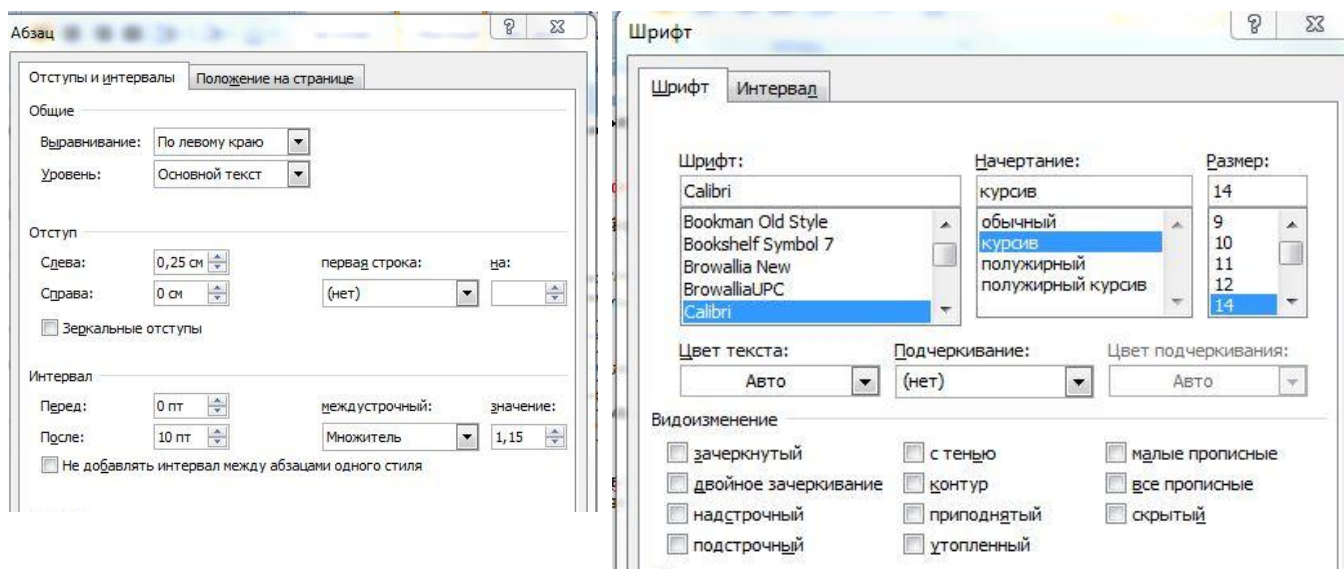 Абзац
Отступы и интервалы Положение на странице
Общие
Выравнивание: По левому краю
Уровень: Основной текст
Отступ
Слева: 0,25 см первая строка: на:
Справа: 0 см (нет)
Зеркальные отступы
Интервал
Перед: 0 пт междустрочный: значение:
После: 10 пт Множитель 1,15
Не добавлять интервал между абзацами одного стиля
Шрифт
Шрифт Интервал
Шрифт: Начертание: Размер:
Calibri курсив 14
Bookman Old Style обычный 9
Bookshelf Symbol 7 курсив 10
Browallia New полужирный 11
BrowalliaUPC полужирный курсив 12
Calibri 14
Цвет текста: Подчеркивание: Цвет подчеркивания:
Авто (нет) Авто
Видоизменение
зачеркнутый с тенью малые прописные
двойное зачеркивание контур все прописные
надстрочный приподнятый скрытый
подстрочный утопленный